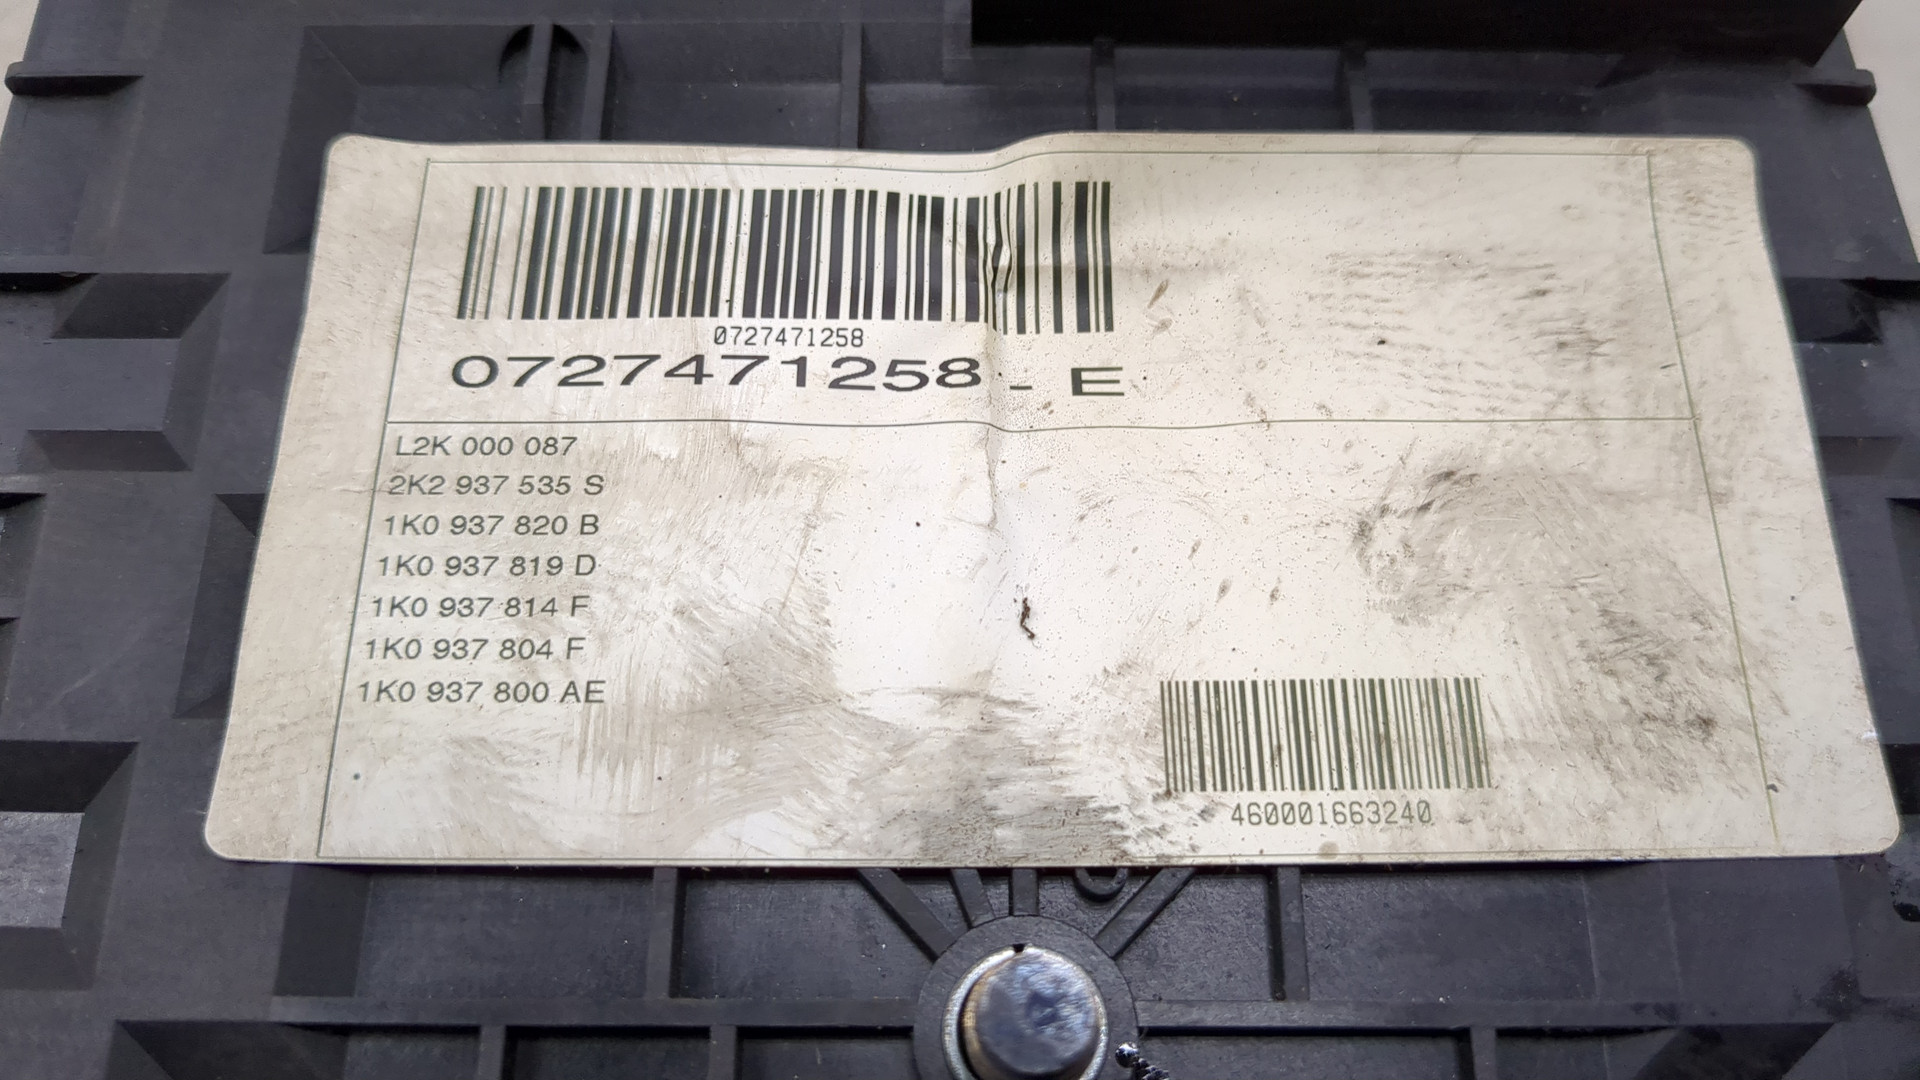 0727471258
0727471258 - E
L2K 000 087
2K2 937 535 S
1K0 937 820 B
1K0 937 819 D
1K0 937 814 F
1K0 937 804 F
1K0 937 800 AE
460001663240